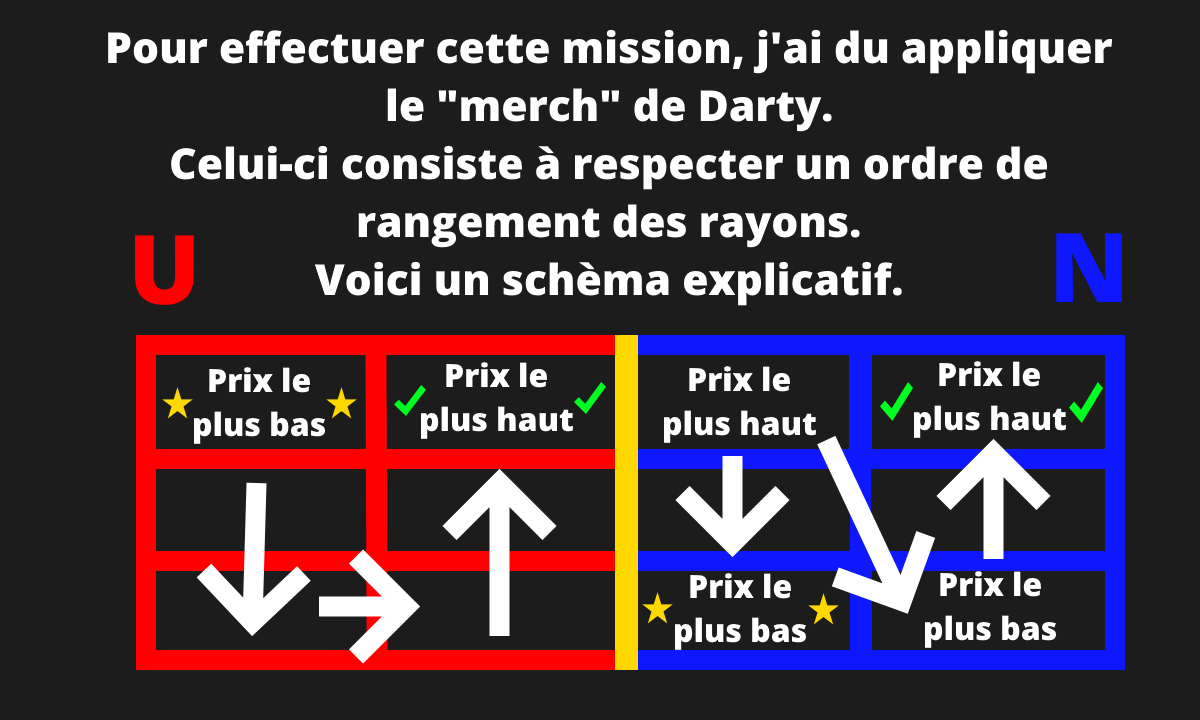 Pour effectuer cette mission, j'ai du appliquer
le "merch" de Darty.
Celui-ci consiste à respecter un ordre de
rangement des rayons.
Voici un schèma explicatif.
U
N
Prix le
plus bas
Prix le
plus haut
Prix le
plus haut
Prix le
plus haut
Prix le
plus bas
Prix le
plus bas